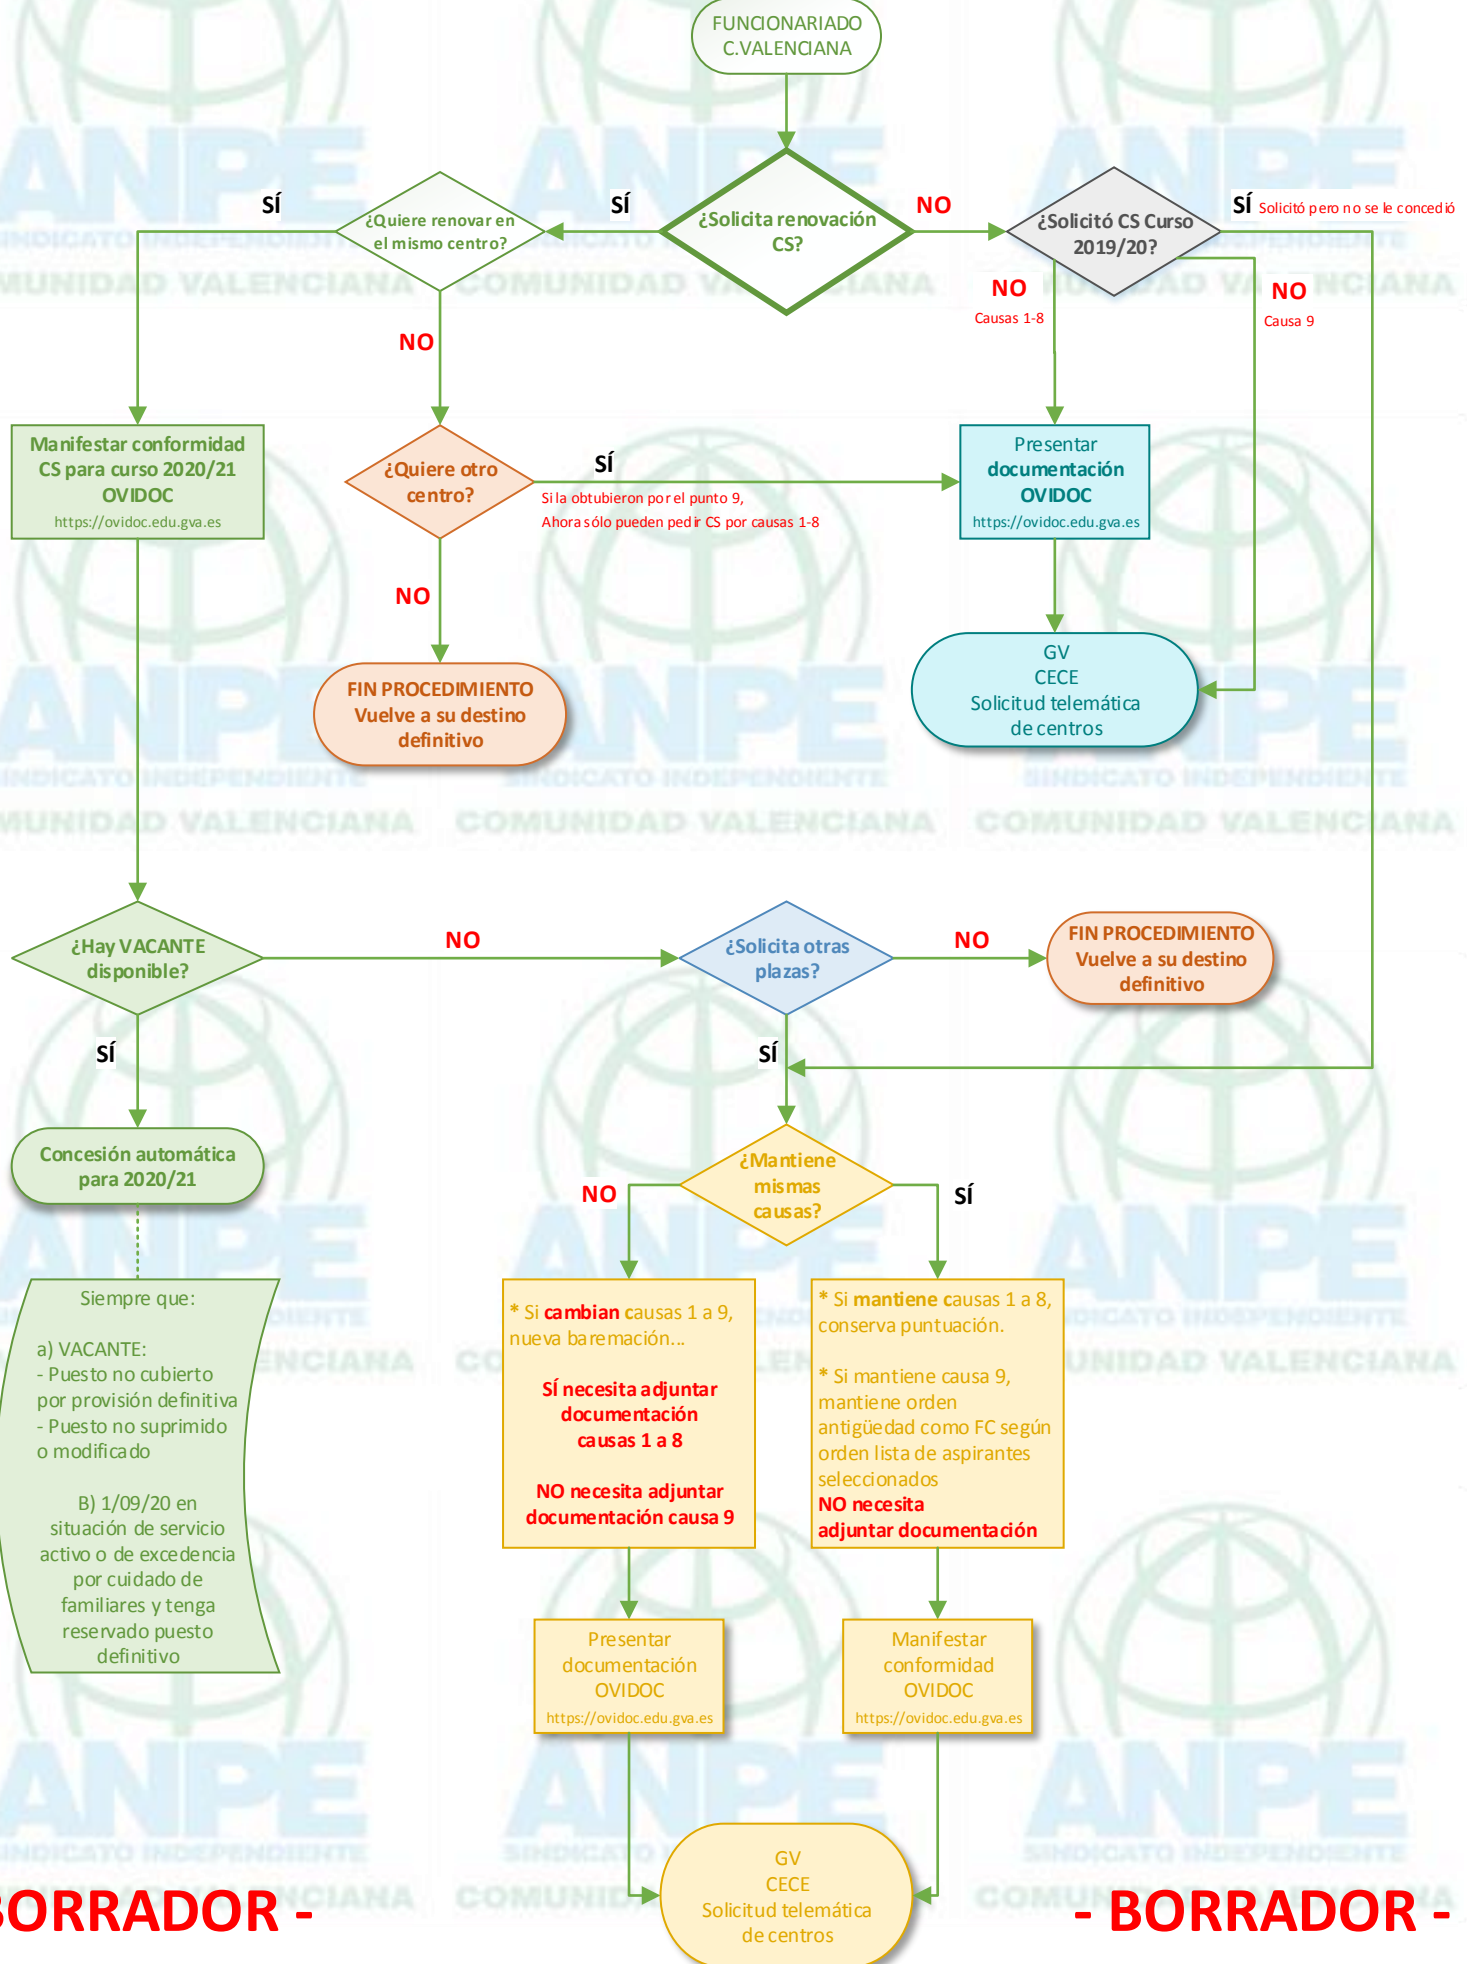 FUNCIONARIADO
C.VALENCIANA
¿Solicita renovación
CS?
SÍ
NO
¿Quiere renovar en
el mismo centro?
SÍ
NO
¿Solicitó CS Curso
2019/20?
SÍ Solicitó pero no se le concedió
NO
Causas 1-8
NO
Causa 9
Manifestar conformidad
CS para curso 2020/21
OVIDOC
https://ovidoc.edu.gva.es
¿Quiere otro
centro?
SÍ
Si la obtubieron por el punto 9,
Ahora sólo pueden pedir CS por causas 1-8
NO
Presentar
documentación
OVIDOC
https://ovidoc.edu.gva.es
FIN PROCEDIMIENTO
Vuelve a su destino
definitivo
GV
CECE
Solicitud telemática
de centros
¿Hay VACANTE
disponible?
NO
SÍ
¿Solicita otras
plazas?
NO
SÍ
FIN PROCEDIMIENTO
Vuelve a su destino
definitivo
Concesión automática
para 2020/21
¿Mantiene
mismas
causas?
NO
SÍ
Siempre que:
a) VACANTE:
- Puesto no cubierto
por provisión definitiva
- Puesto no suprimido
o modificado
B) 1/09/20 en
situación de servicio
activo o de excedencia
por cuidado de
familiares y tenga
reservado puesto
definitivo
* Si cambian causas 1 a 9,
nueva baremación...
SÍ necesita adjuntar
documentación
causas 1 a 8
NO necesita adjuntar
documentación causa 9
* Si mantiene causas 1 a 8,
conserva puntuación.
* Si mantiene causa 9,
mantiene orden
antigüedad como FC según
orden lista de aspirantes
seleccionados
NO necesita
adjuntar documentación
Presentar
documentación
OVIDOC
https://ovidoc.edu.gva.es
Manifestar
conformidad
OVIDOC
https://ovidoc.edu.gva.es
GV
CECE
Solicitud telemática
de centros
BORRADOR -
- BORRADOR -
ANPE
SINDICATO INDEPENDIENTE
COMUNIDAD VALENCIANA